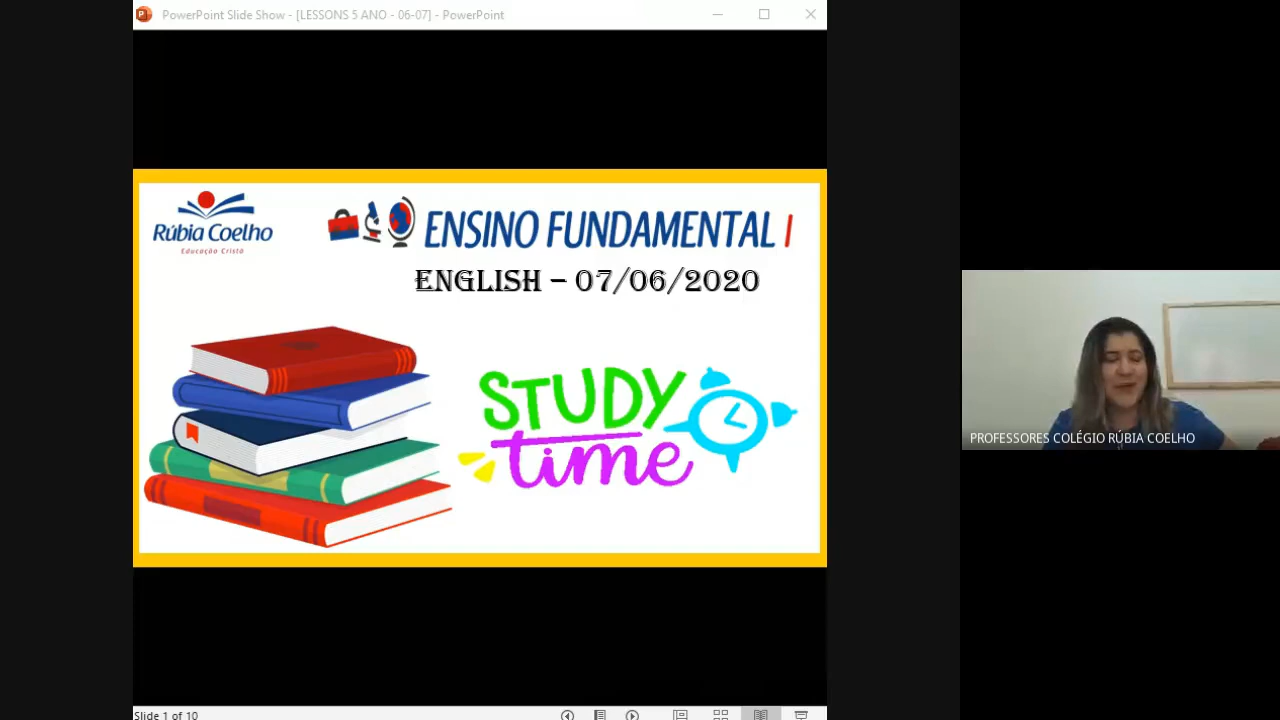 PowerPoint Slide Show - [LESSONS 5 ANO - 06-07] - PowerPoint
Rúbia Coelho
Educação Cristã
ENSINO FUNDAMENTAL I
ENGLISH – 07/06/2020
STUDY
time
PROFESSORES COLÉGIO RÚBIA COELHO
Slide 1 of 10